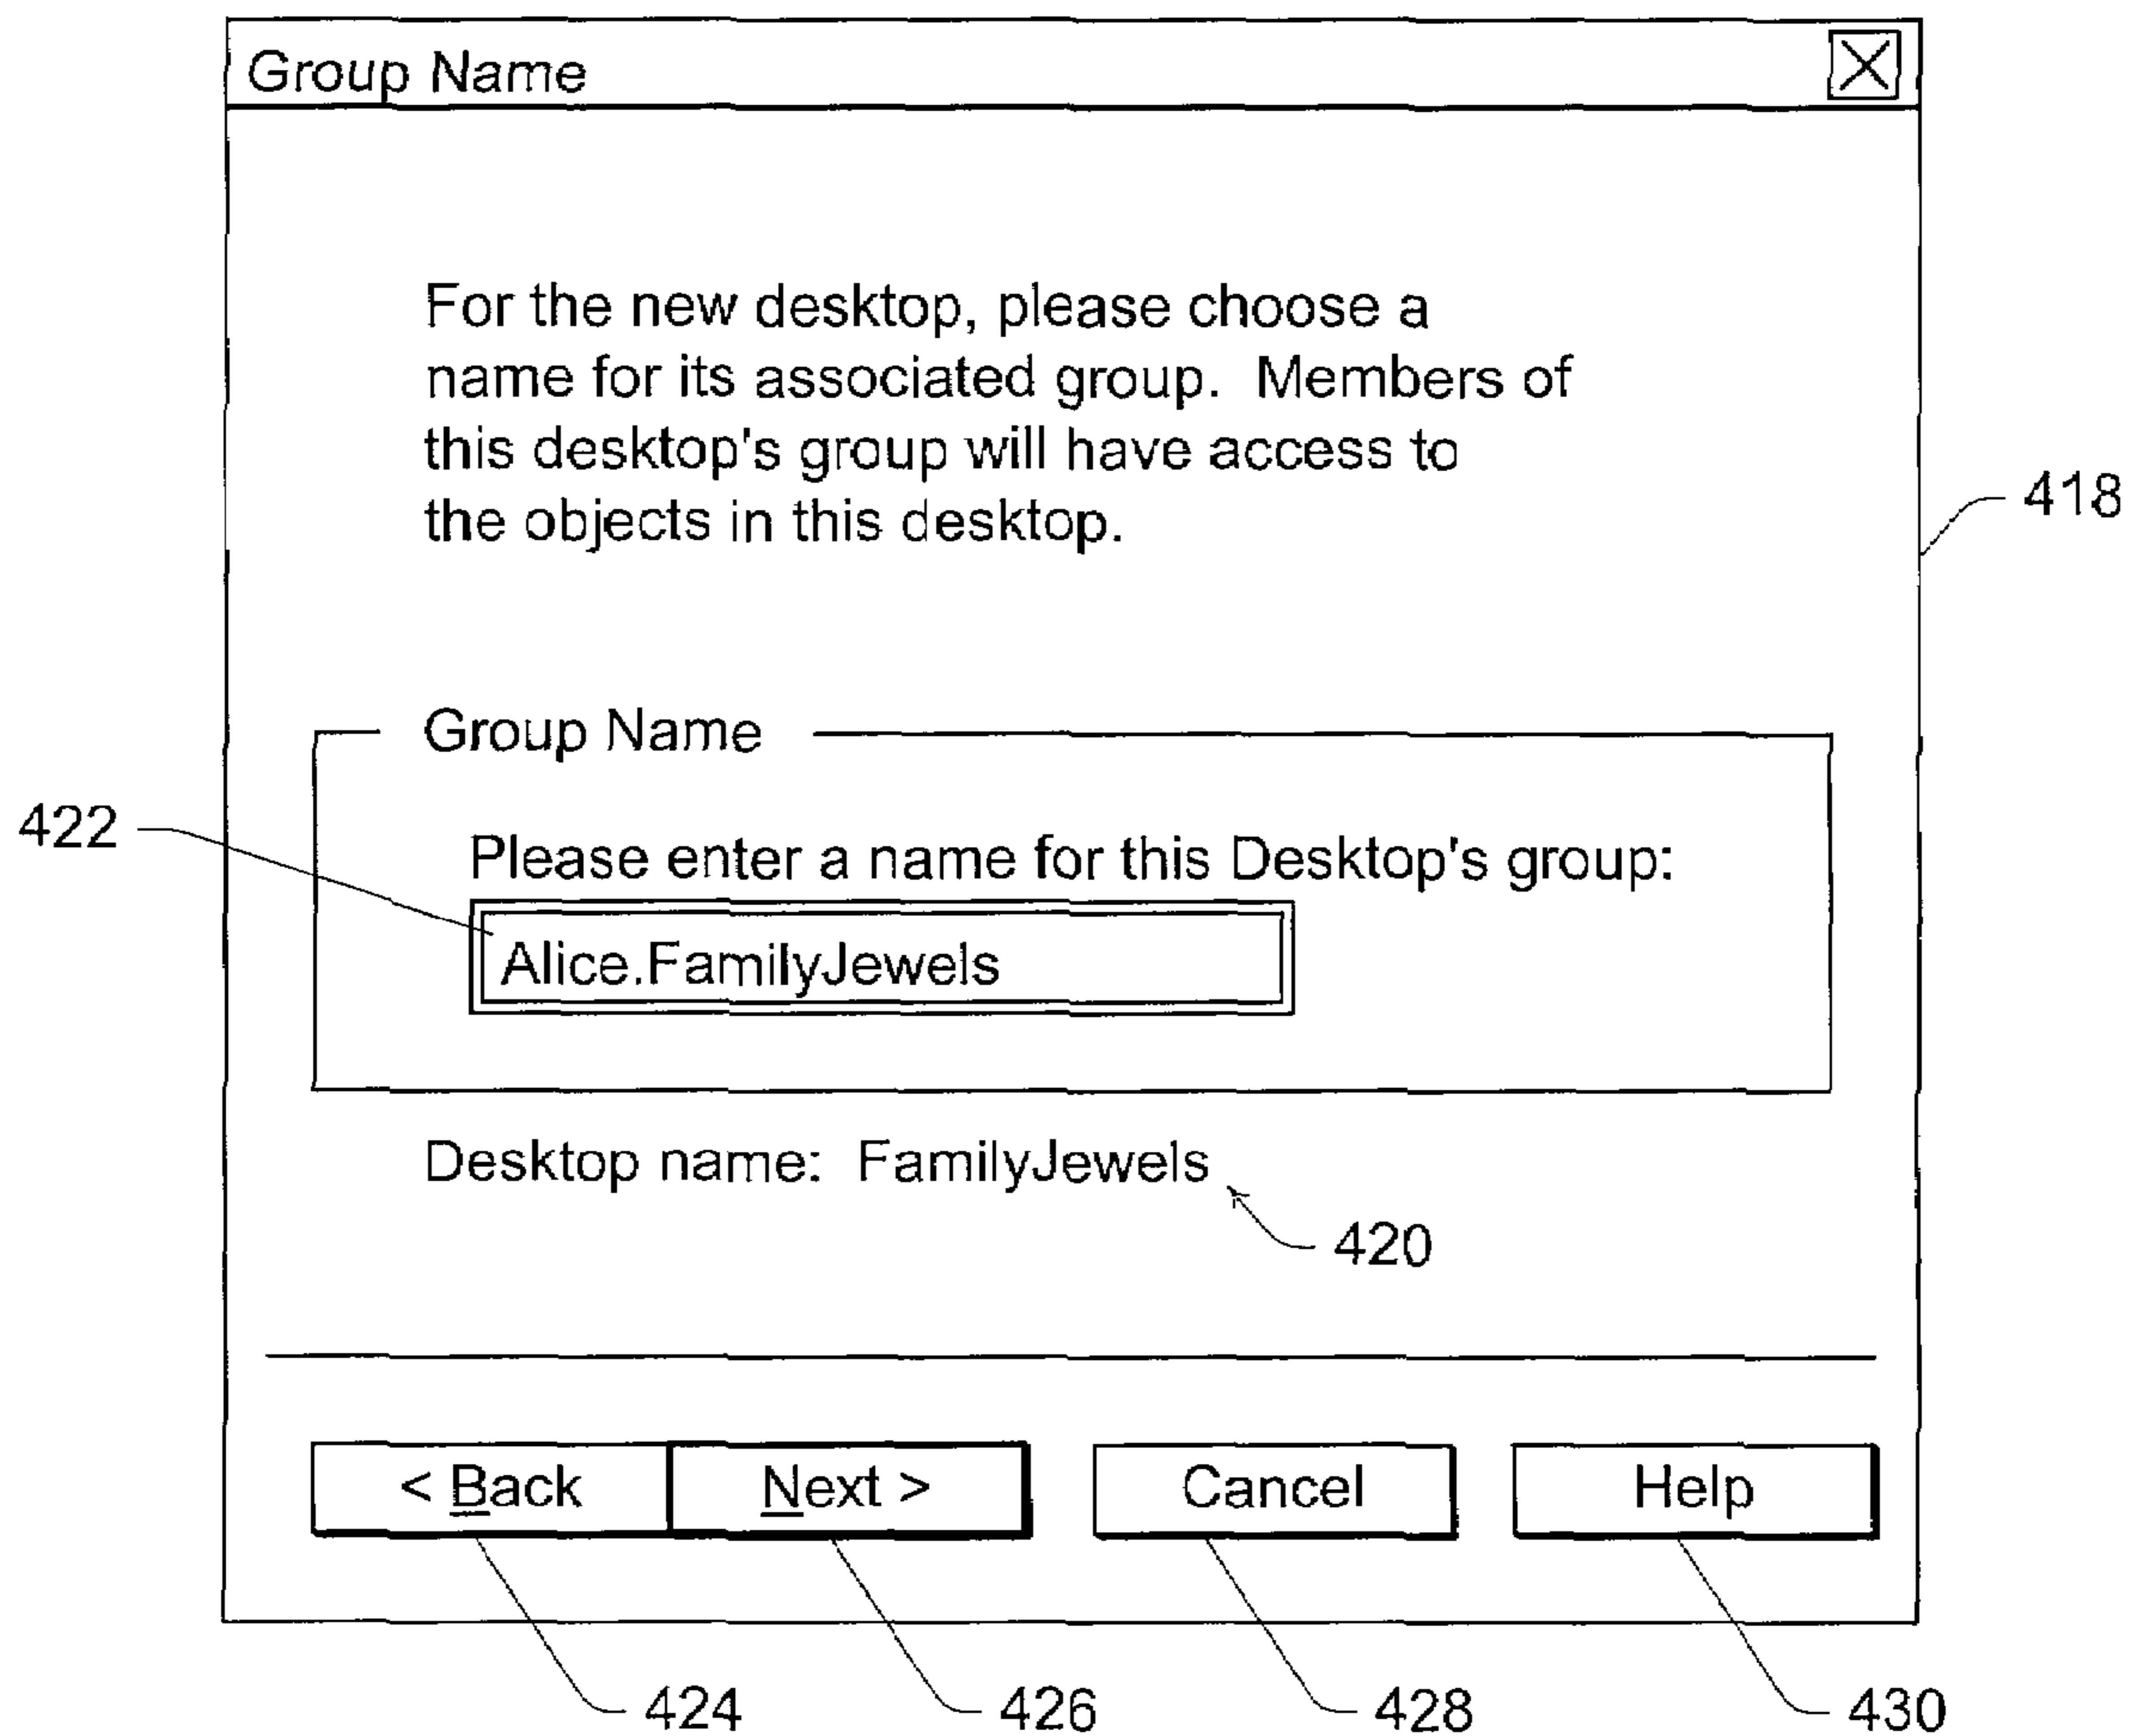 Group Name
For the new desktop, please choose a
name for its associated group.  Members of
this desktop's group will have access to
the objects in this desktop.
418
Group Name
422
Please enter a name for this Desktop's group:
Alice.FamilyJewels
Desktop name:  FamilyJewels
420
< Back
Next >
Cancel
Help
424
426
428
430